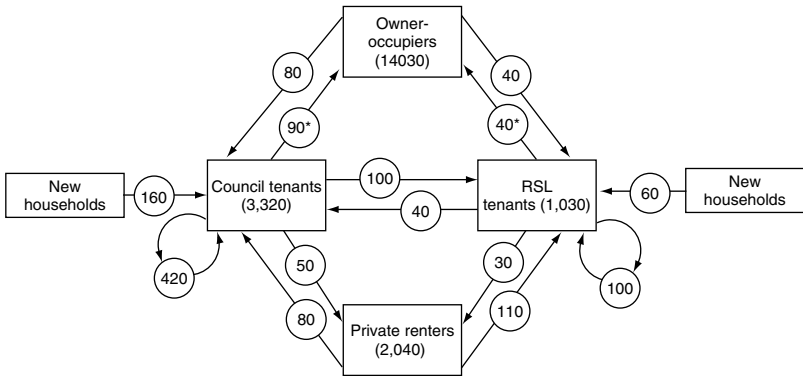 Owner-
occupiers
(14030)
80
40
90*
40*
New
households
160
Council tenants
(3,320)
100
40
RSL
tenants (1,030)
60
New
households
420
50
30
100
80
110
Private renters
(2,040)